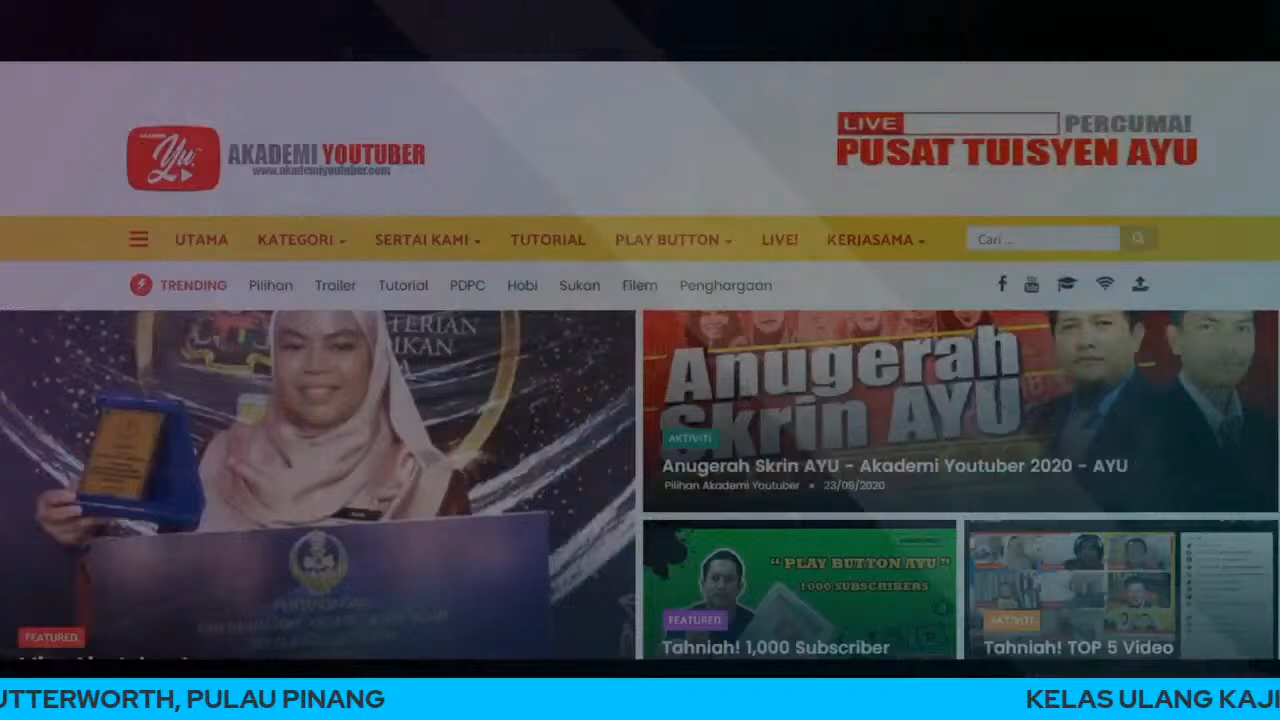 LIVE
PERCUMA!
AKADEMI YOUTUBER
PUSAT TUISYEN AYU
www.akademiyoutuber.com
UTAMA KATEGORI SERTAI KAMI TUTORIAL PLAY BUTTON LIVE! KERJASAMA Cari ...
TRENDING Pilihan Trailer Tutorial PDPC Hobi Sukan Filem Penghargaan
Anugerah
Skrin AYU
AKTIVITI
Anugerah Skrin AYU - Akademi Youtuber 2020 - AYU
Pilihan Akademi Youtuber • 23/09/2020
" PLAY BUTTON AYU "
1000 SUBSCRIBERS
FEATURED
Tahniah! 1,000 Subscriber
AKTIVITI
Tahniah! TOP 5 Video
FEATURED
UTTERWORTH, PULAU PINANG
KELAS ULANG KAJI